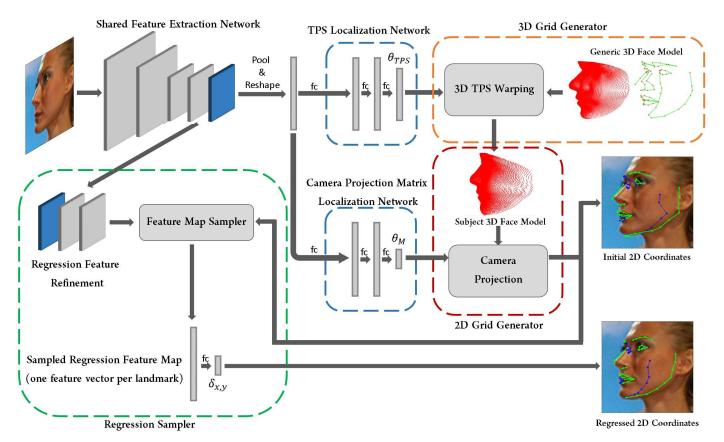 Shared Feature Extraction Network
TPS Localization Network
3D Grid Generator
Pool
&
Reshape
fc
fc
fc
θ_TPS
3D TPS Warping
Generic 3D Face Model
Camera Projection Matrix
Localization Network
fc
fc
fc
θ_M
Subject 3D Face Model
Camera
Projection
2D Grid Generator
Initial 2D Coordinates
Feature Map Sampler
Regression Feature
Refinement
Sampled Regression Feature Map
(one feature vector per landmark)
fc
δ_x,y
Regression Sampler
Regressed 2D Coordinates